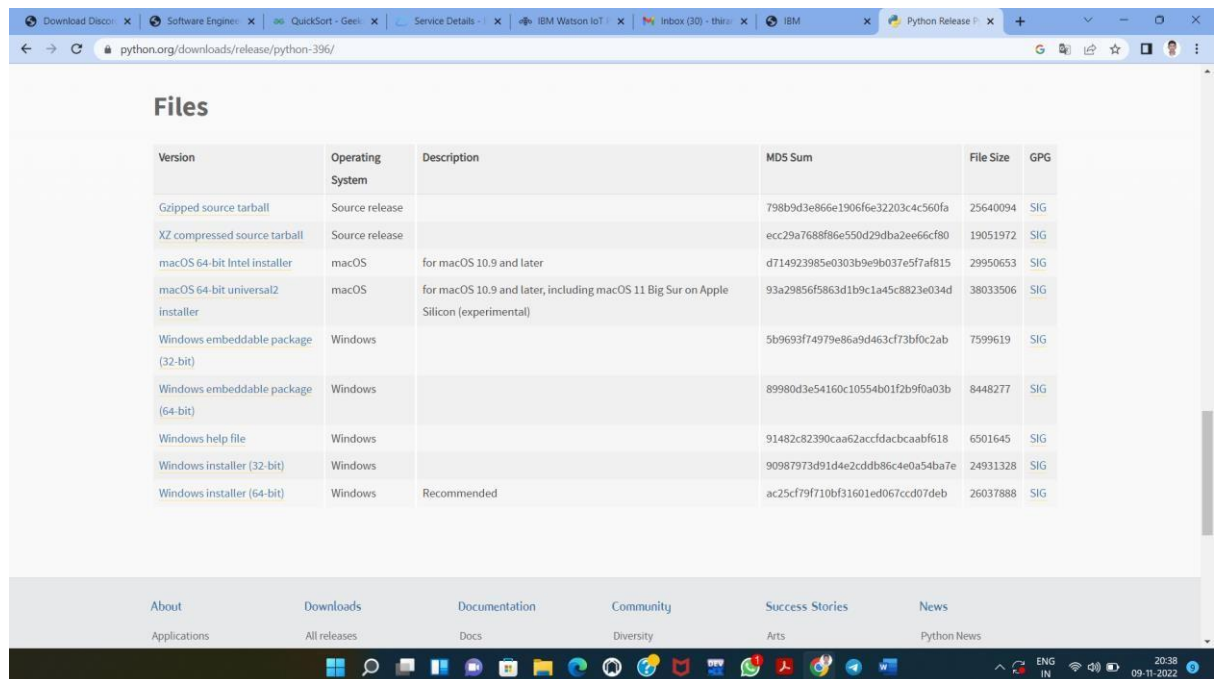 Download Discon
Software Enginee
QuickSort - Geek
Service Details -
IBM Watson IoT
Inbox (30) - thira
IBM
Python Release P
python.org/downloads/release/python-396/
Files
Version Operating System Description MD5 Sum File Size GPG
Gzipped source tarball Source release 798b9d3e866e1906f6e32203c4c560fa 25640094 SIG
XZ compressed source tarball Source release ecc29a7688f86e550d29dba2ee66cf80 19051972 SIG
macOS 64-bit Intel installer macOS for macOS 10.9 and later d714923985e0303b9e9b037e5f7af815 29950653 SIG
macOS 64-bit universal2 macOS for macOS 10.9 and later, including macOS 11 Big Sur on Apple 93a29856f5863d1b9c1a45c8823e034d 38033506 SIG
installer Silicon (experimental)
Windows embeddable package Windows 5b9693f74979e86a9d463cf73bf0c2ab 7599619 SIG
(32-bit)
Windows embeddable package Windows 89980d3e54160c10554b01f2b9f0a03b 8448277 SIG
(64-bit)
Windows help file Windows 91482c82390caa62accfdacbcaabf618 6501645 SIG
Windows installer (32-bit) Windows 90987973d91d4e2cddb86c4e0a54ba7e 24931328 SIG
Windows installer (64-bit) Windows Recommended ac25cf79f710bf31601ed067ccd07deb 26037888 SIG
About Downloads Documentation Community Success Stories News
Applications All releases Docs Diversity Arts Python News
ENG 20:38
IN 09-11-2022 9